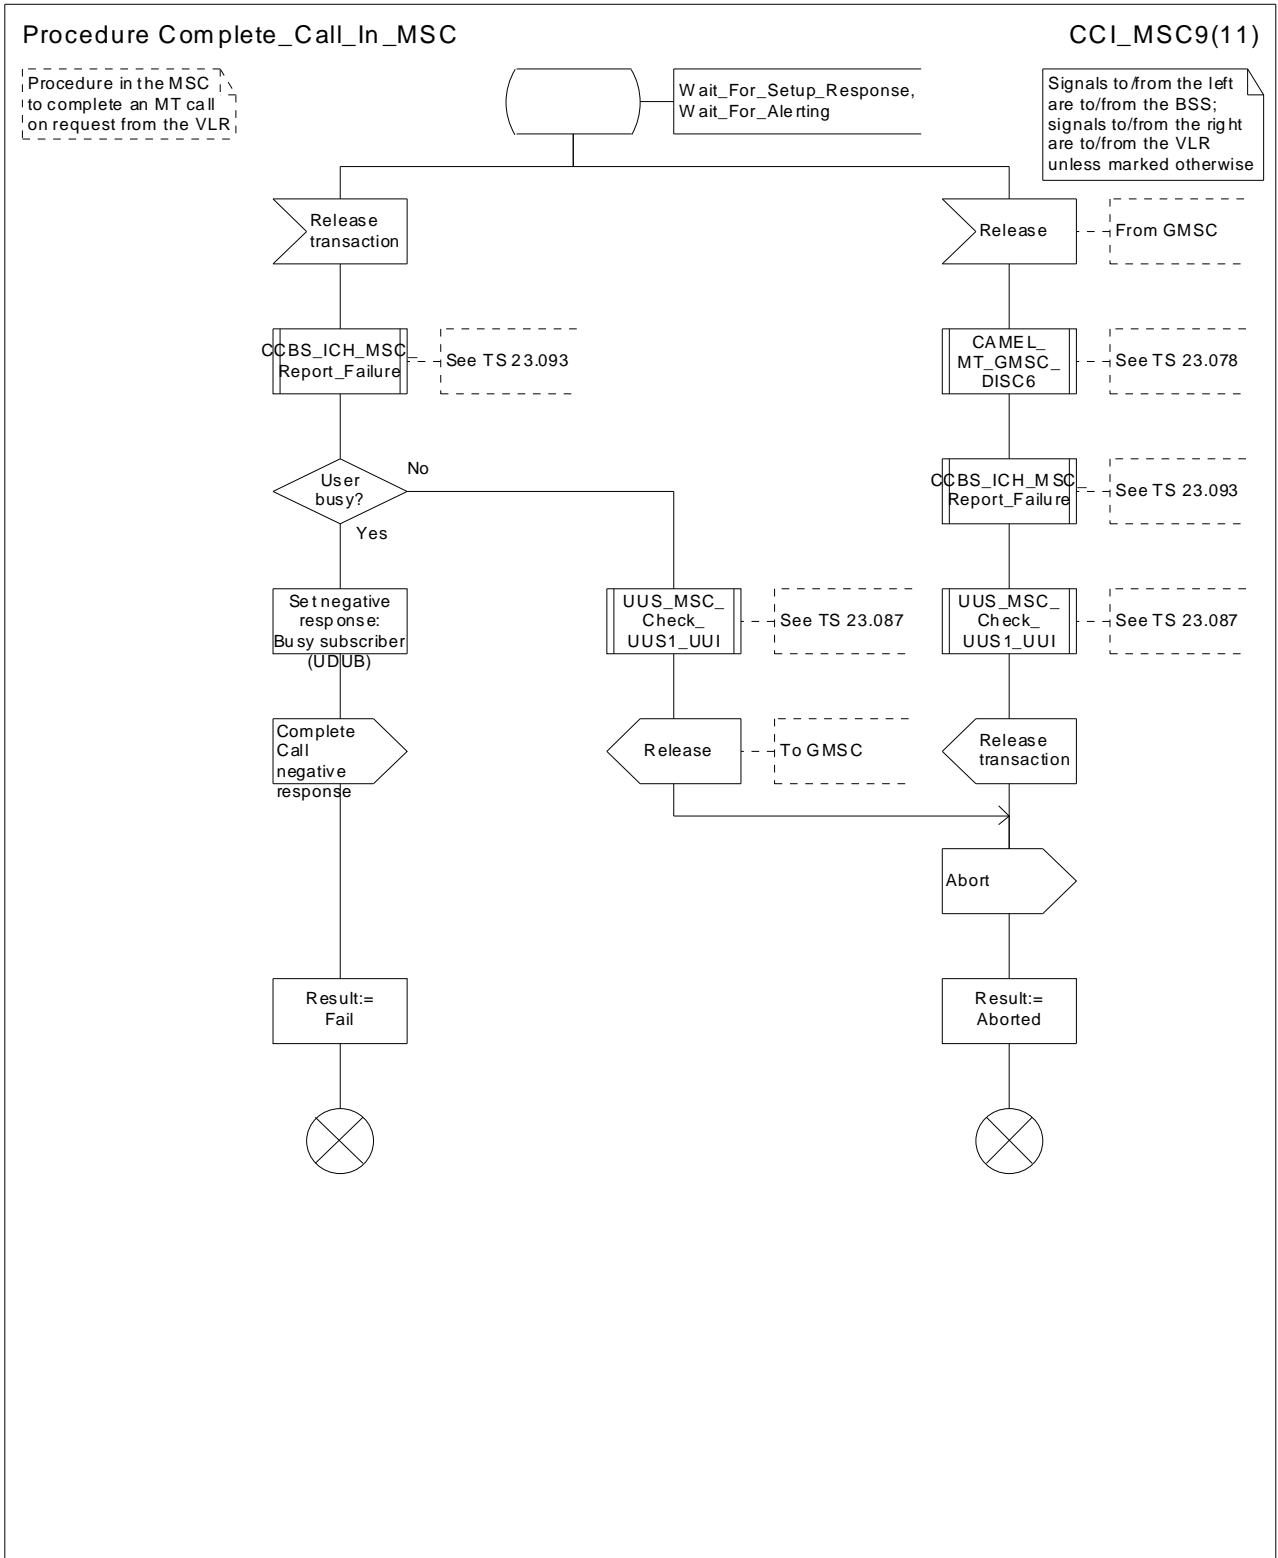 Procedure Complete_Call_In_MSC
CCI_MSC9(11)
Procedure in the MSC
to complete an MT call
on request from the VLR
Wait_For_Setup_Response,
Wait_For_Alerting
Signals to/from the left
are to/from the BSS;
signals to/from the right
are to/from the VLR
unless marked otherwise
Release
transaction
Release
From GMSC
CCBS_ICH_MSC_
Report_Failure
See TS 23.093
CAMEL_
MT_GMSC_
DISC6
See TS 23.078
User
busy?
No
Yes
CCBS_ICH_MSC_
Report_Failure
See TS 23.093
Set negative
response:
Busy subscriber
(UDUB)
UUS_MSC_
Check_
UUS1_UUI
See TS 23.087
UUS_MSC_
Check_
UUS1_UUI
See TS 23.087
Complete
Call
negative
response
Release
To GMSC
Release
transaction
Abort
Result:=
Fail
Result:=
Aborted